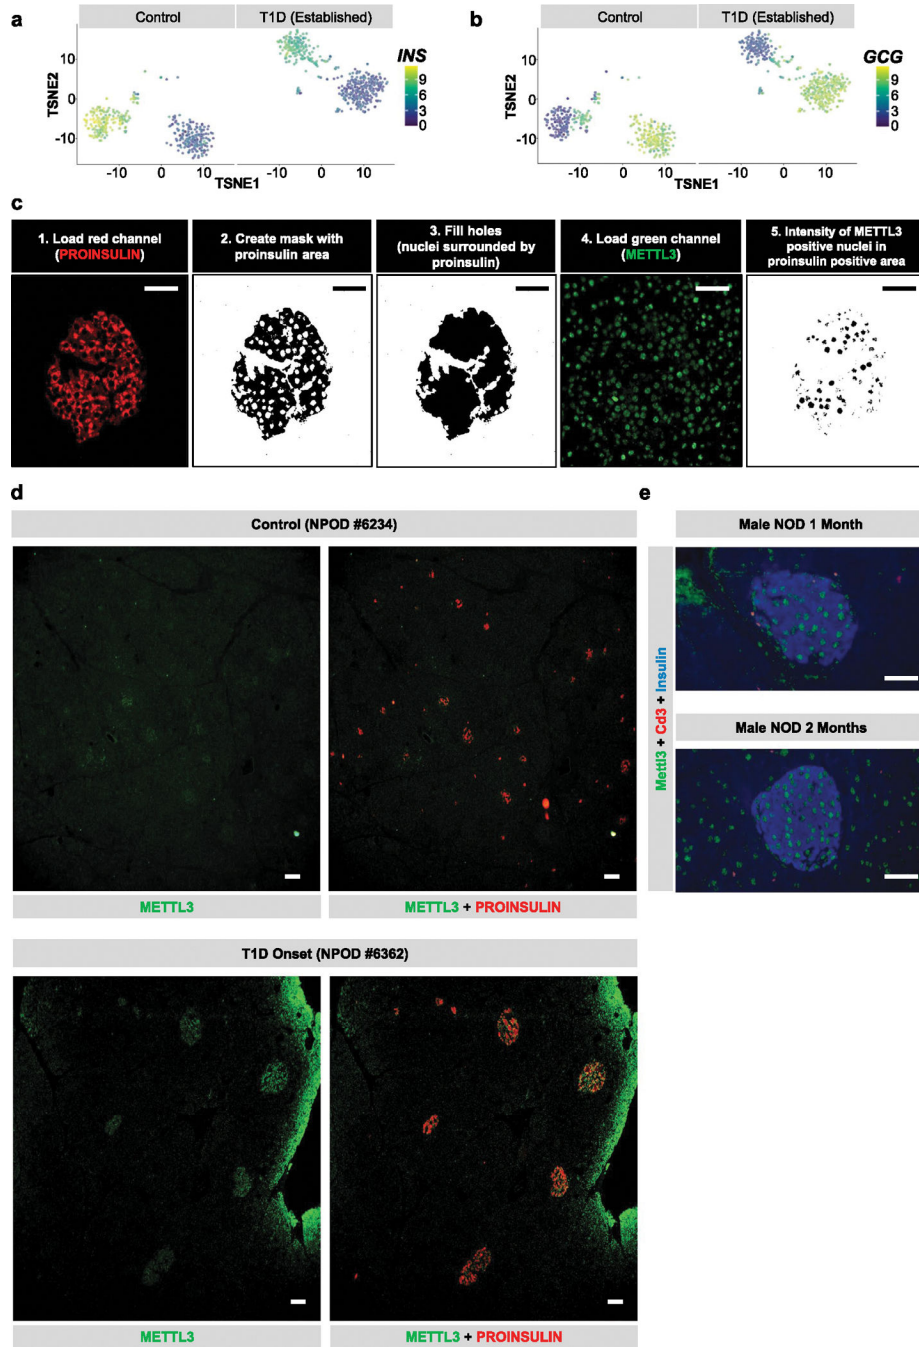 a
Control
T1D (Established)
INS
9
6
3
0
TSNE2
10
0
-10
-10
0
10
-10
0
10
TSNE1
b
Control
T1D (Established)
GCG
9
6
3
0
TSNE2
10
0
-10
-10
0
10
-10
0
10
TSNE1
c
1. Load red channel
(PROINSULIN)
2. Create mask with
proinsulin area
3. Fill holes
(nuclei surrounded by
proinsulin)
4. Load green channel
(METTL3)
5. Intensity of METTL3
positive nuclei in
proinsulin positive area
d
Control (NPOD #6234)
METTL3
METTL3 + PROINSULIN
T1D Onset (NPOD #6362)
METTL3
METTL3 + PROINSULIN
e
Male NOD 1 Month
Male NOD 2 Months
Mettl3 + Cd3 + Insulin